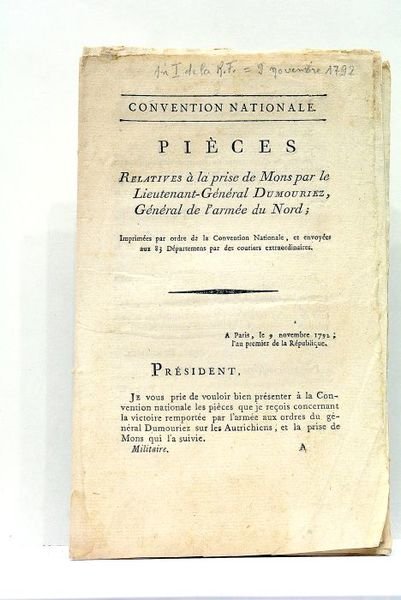 an I de la R.F. = 9 novembre 1792
CONVENTION NATIONALE.
PIÈCES
RELATIVES à la prise de Mons par le
Lieutenant-Général DUMOURIEZ,
Général de l'armée du Nord;
Imprimées par ordre de la Convention Nationale, et envoyées
aux 83 Départemens par des courriers extraordinaires.
A Paris, le 9 novembre 1792;
l'an premier de la République.
PRÉSIDENT,
JE vous prie de vouloir bien présenter à la Con-
vention nationale les pièces que je reçois concernant
la victoire remportée par l'armée aux ordres du gé-
néral Dumouriez sur les Autrichiens, et la prise de
Mons qui l'a suivie.
Militaire. A